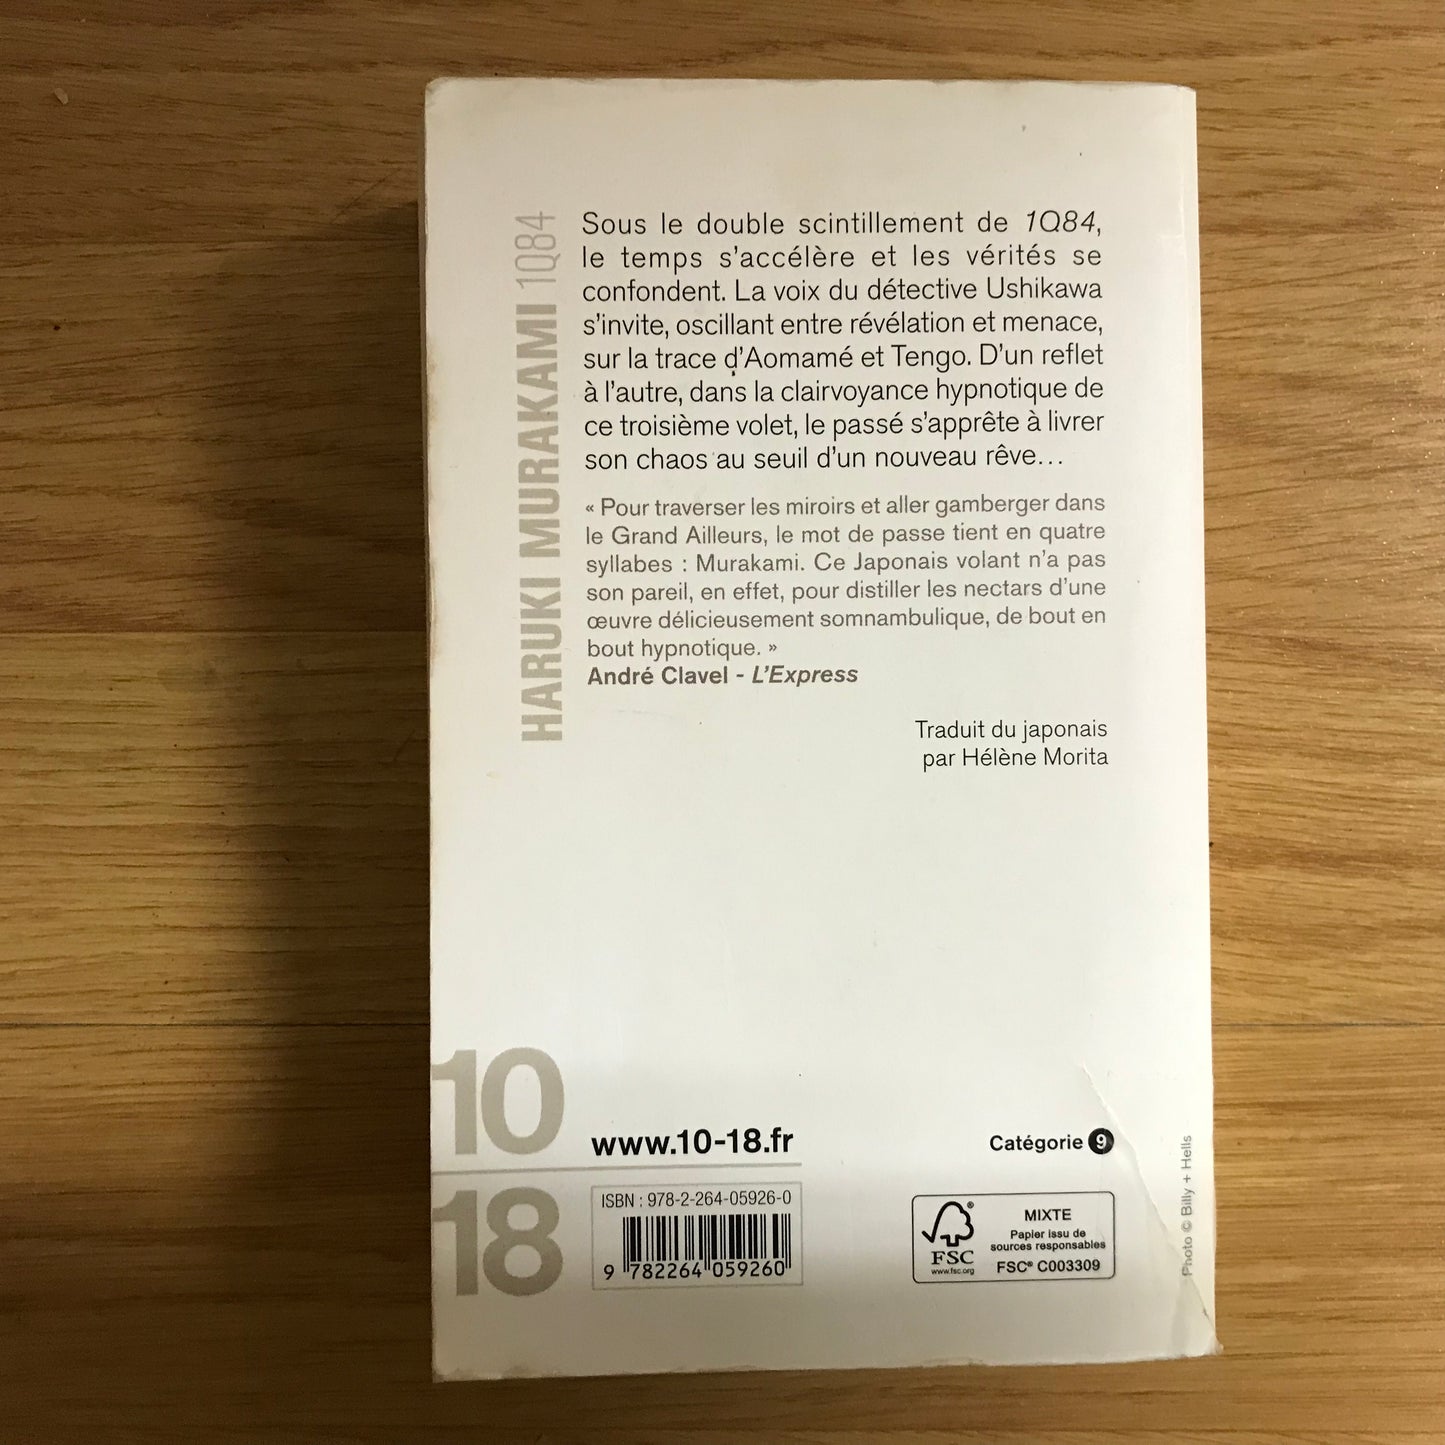 HARUKI MURAKAMI 1Q84
Sous le double scintillement de 1Q84,
le temps s'accélère et les vérités se
confondent. La voix du détective Ushikawa
s'invite, oscillant entre révélation et menace,
sur la trace d'Aomamé et Tengo. D'un reflet
à l'autre, dans la clairvoyance hypnotique de
ce troisième volet, le passé s'apprête à livrer
son chaos au seuil d'un nouveau rêve...
« Pour traverser les miroirs et aller gamberger dans
le Grand Ailleurs, le mot de passe tient en quatre
syllabes : Murakami. Ce Japonais volant n'a pas
son pareil, en effet, pour distiller les nectars d'une
œuvre délicieusement somnambulique, de bout en
bout hypnotique. »
André Clavel - L'Express
Traduit du japonais
par Hélène Morita
10
18
www.10-18.fr
Catégorie 9
ISBN : 978-2-264-05926-0
9 782264 059260
FSC®
www.fsc.org
MIXTE
Papier issu de
sources responsables
FSC® C003309
Photo © Billy + Hells